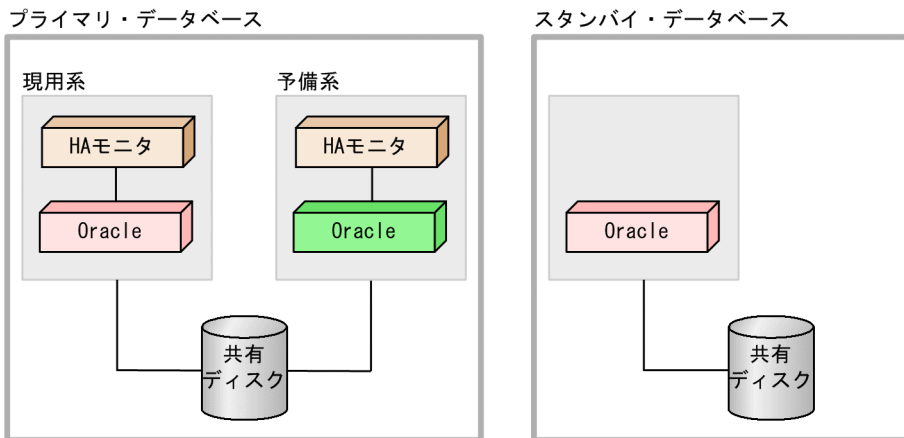 プライマリ・データベース
スタンバイ・データベース
現用系
予備系
HAモニタ
HAモニタ
Oracle
Oracle
Oracle
共有
ディスク
共有
ディスク